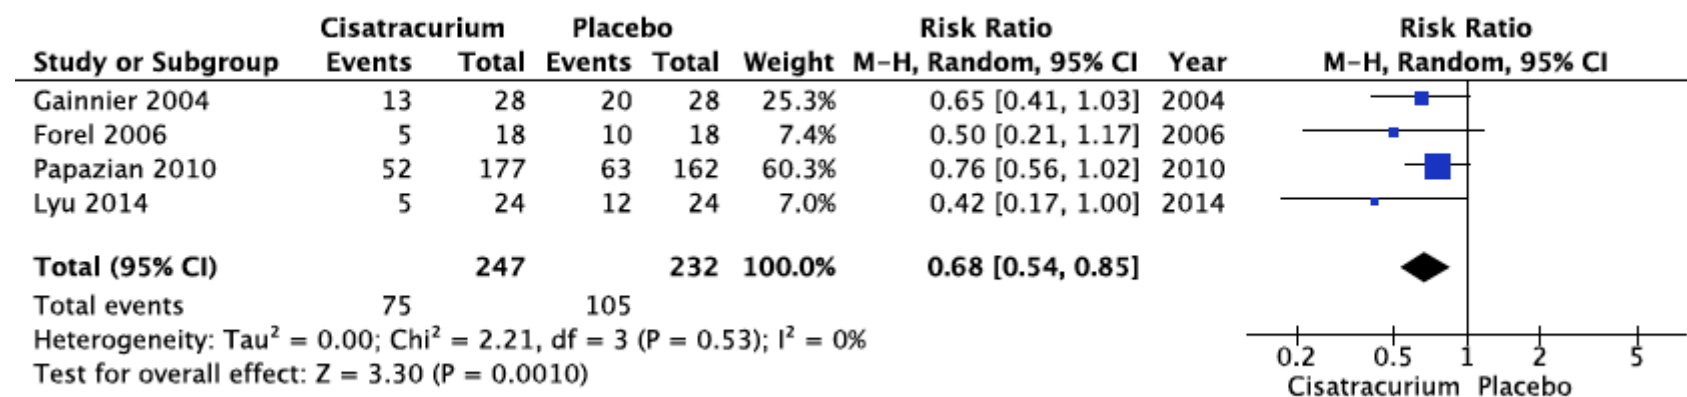 Cisatracurium Placebo Risk Ratio Risk Ratio
Study or Subgroup Events Total Events Total Weight M-H, Random, 95% CI Year M-H, Random, 95% CI
Gainnier 2004 13 28 20 28 25.3% 0.65 [0.41, 1.03] 2004
Forel 2006 5 18 10 18 7.4% 0.50 [0.21, 1.17] 2006
Papazian 2010 52 177 63 162 60.3% 0.76 [0.56, 1.02] 2010
Lyu 2014 5 24 12 24 7.0% 0.42 [0.17, 1.00] 2014
Total (95% CI) 247 232 100.0% 0.68 [0.54, 0.85]
Total events 75 105
Heterogeneity: Tau² = 0.00; Chi² = 2.21, df = 3 (P = 0.53); I² = 0%
Test for overall effect: Z = 3.30 (P = 0.0010)
0.2 0.5 1 2 5
Cisatracurium Placebo